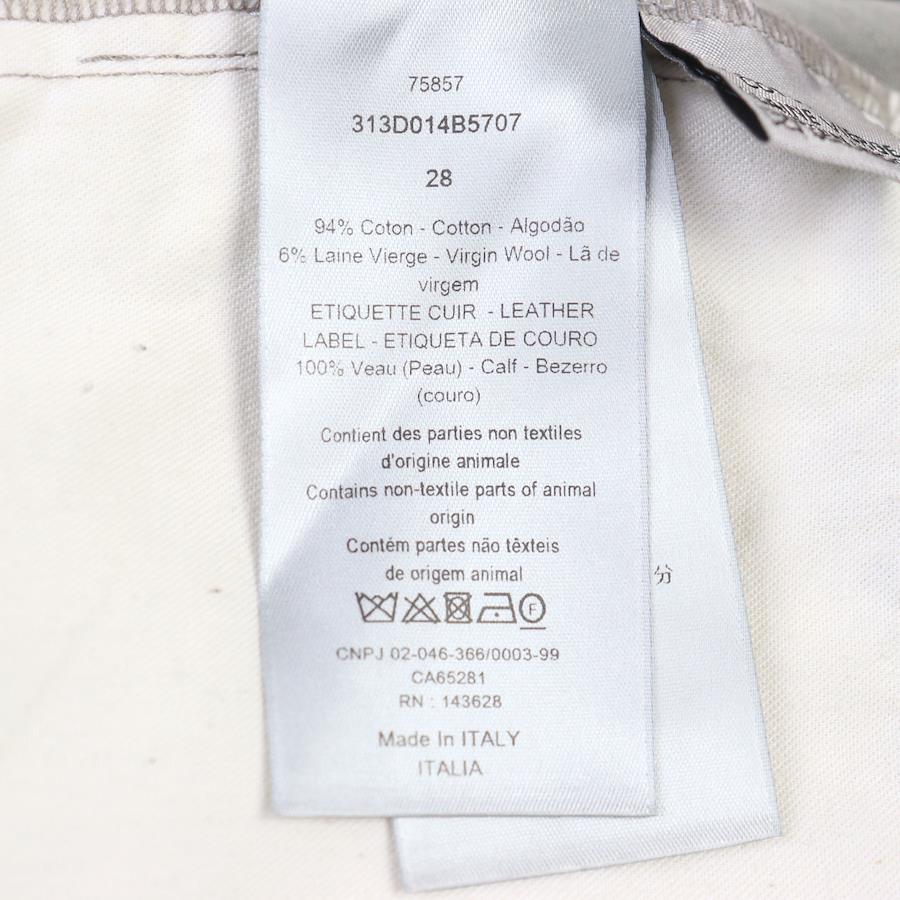 75857
313D014B5707
28
94% Coton - Cotton - Algodão
6% Laine Vierge - Virgin Wool - Lã de
virgem
ETIQUETTE CUIR - LEATHER
LABEL - ETIQUETA DE COURO
100% Veau (Peau) - Calf - Bezerro
(couro)
Contient des parties non textiles
d'origine animale
Contains non-textile parts of animal
origin
Contém partes não têxteis
de origem animal
F
CNPJ 02-046-366/0003-99
CA65281
RN : 143628
Made In ITALY
ITALIA
分